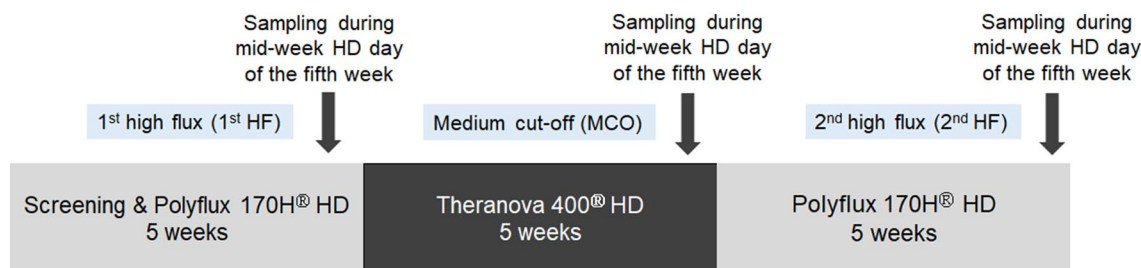 Sampling during
mid-week HD day
of the fifth week
Sampling during
mid-week HD day
of the fifth week
Sampling during
mid-week HD day
of the fifth week
1st high flux (1st HF)
Medium cut-off (MCO)
2nd high flux (2nd HF)
Screening & Polyflux 170H® HD
5 weeks
Theranova 400® HD
5 weeks
Polyflux 170H® HD
5 weeks